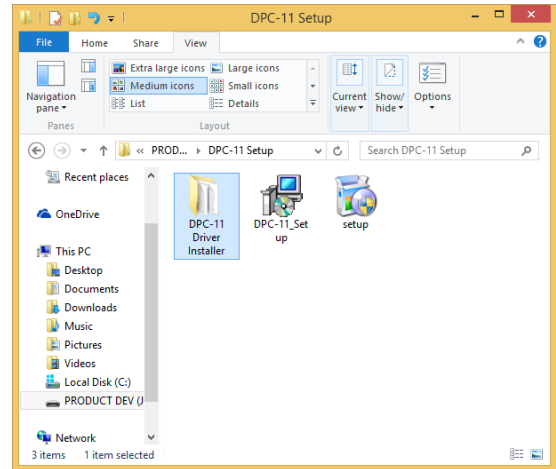 DPC-11 Setup
File Home Share View
Navigation pane
Extra large icons Large icons
Medium icons Small icons
List Details
Current view
Show/ hide
Options
Panes Layout
« PROD... DPC-11 Setup
Search DPC-11 Setup
Recent places
OneDrive
This PC
Desktop
Documents
Downloads
Music
Pictures
Videos
Local Disk (C:)
PRODUCT DEV (
Network
DPC-11
Driver
Installer
DPC-11_Set
up
setup
3 items 1 item selected